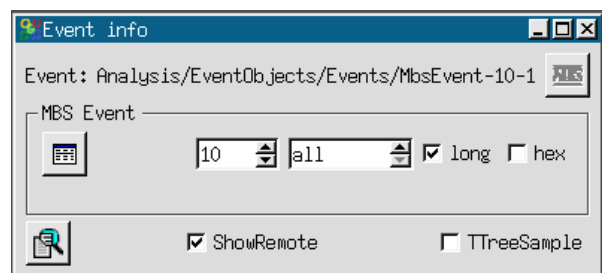 Event info
Event: Analysis/EventObjects/Events/MbsEvent-10-1
MBS Event
10 all long hex
ShowRemote TTreeSample